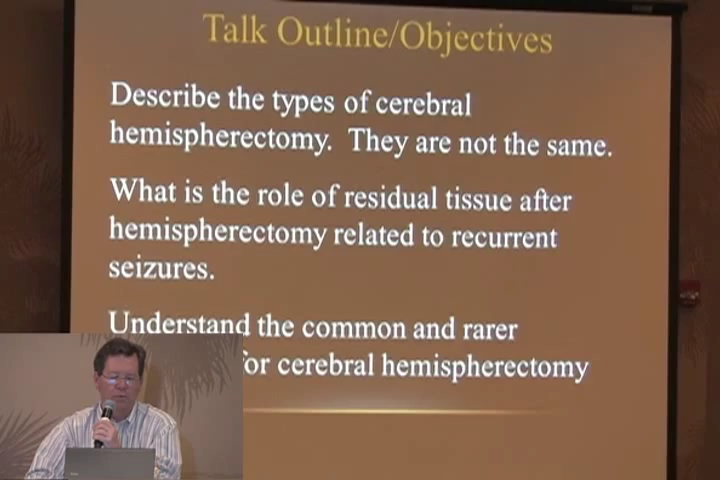 Talk Outline/Objectives
Describe the types of cerebral
hemispherectomy. They are not the same.
What is the role of residual tissue after
hemispherectomy related to recurrent
seizures.
Understand the common and rarer
for cerebral hemispherectomy